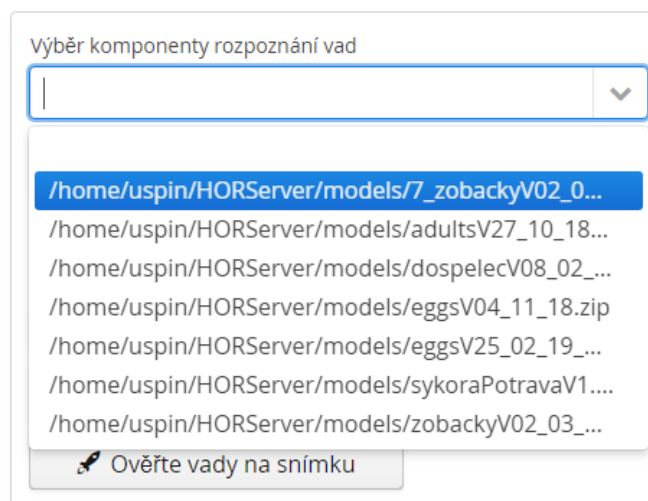 Výběr komponenty rozpoznání vad
/home/uspin/HORServer/models/7_zobackyV02_0...
/home/uspin/HORServer/models/adultsV27_10_18...
/home/uspin/HORServer/models/dospelecV08_02_...
/home/uspin/HORServer/models/eggsV04_11_18.zip
/home/uspin/HORServer/models/eggsV25_02_19_...
/home/uspin/HORServer/models/sykoraPotravaV1....
/home/uspin/HORServer/models/zobackyV02_03_...
Ověřte vady na snímku